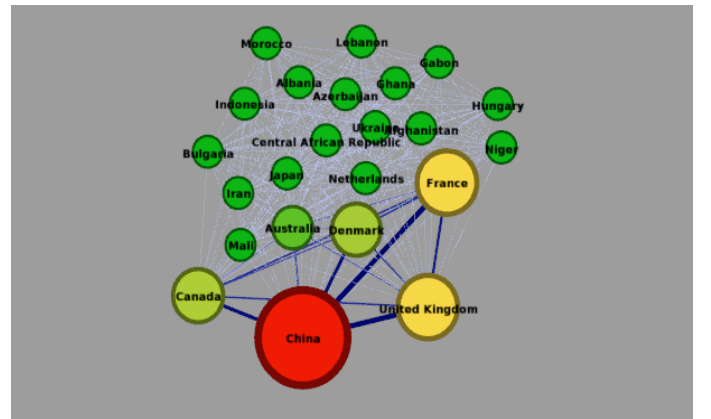 Morocco
Lebanon
Gabon
Albania
Ghana
Azerbaijan
Indonesia
Hungary
Ukraine
Afghanistan
Central African Republic
Bulgaria
Niger
Japan
Netherlands
France
Iran
Australia
Denmark
Mali
Canada
United Kingdom
China